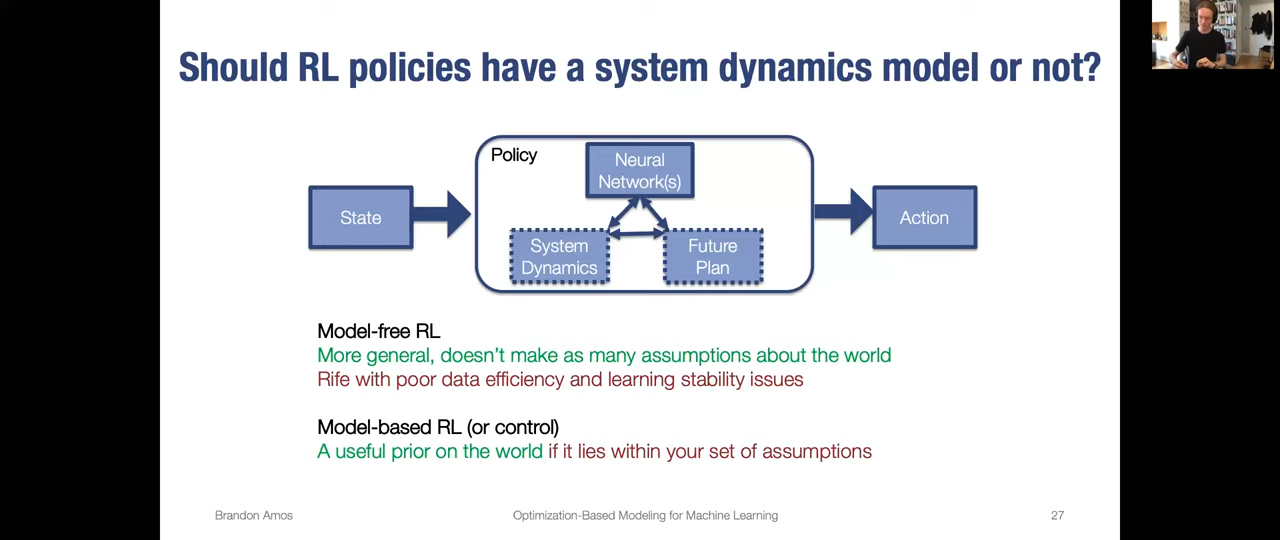 Should RL policies have a system dynamics model or not?
Policy
Neural
Network(s)
State
System
Dynamics
Future
Plan
Action
Model-free RL
More general, doesn't make as many assumptions about the world
Rife with poor data efficiency and learning stability issues
Model-based RL (or control)
A useful prior on the world if it lies within your set of assumptions
Brandon Amos
Optimization-Based Modeling for Machine Learning
27